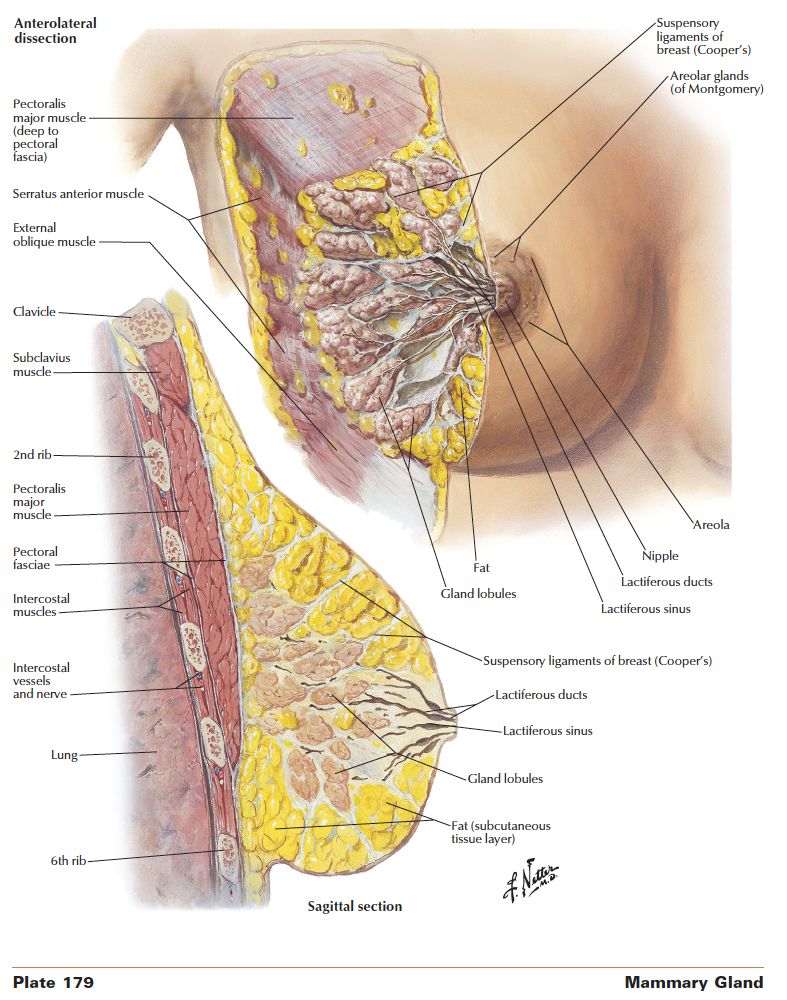 Anterolateral
dissection
Suspensory
ligaments of
breast (Cooper's)
Areolar glands
(of Montgomery)
Pectoralis
major muscle
(deep to
pectoral
fascia)
Serratus anterior muscle
External
oblique muscle
Clavicle
Subclavius
muscle
2nd rib
Pectoralis
major
muscle
Pectoral
fasciae
Intercostal
muscles
Intercostal
vessels
and nerve
Lung
6th rib
Areola
Nipple
Fat
Lactiferous ducts
Gland lobules
Lactiferous sinus
Suspensory ligaments of breast (Cooper's)
Lactiferous ducts
Lactiferous sinus
Gland lobules
Fat (subcutaneous
tissue layer)
F. Netter
M.D.
Sagittal section
Plate 179
Mammary Gland